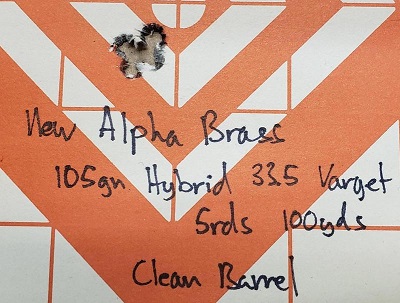 New Alpha Brass
105gn Hybrid 33.5 Varget
5rds 100yds
Clean Barrel